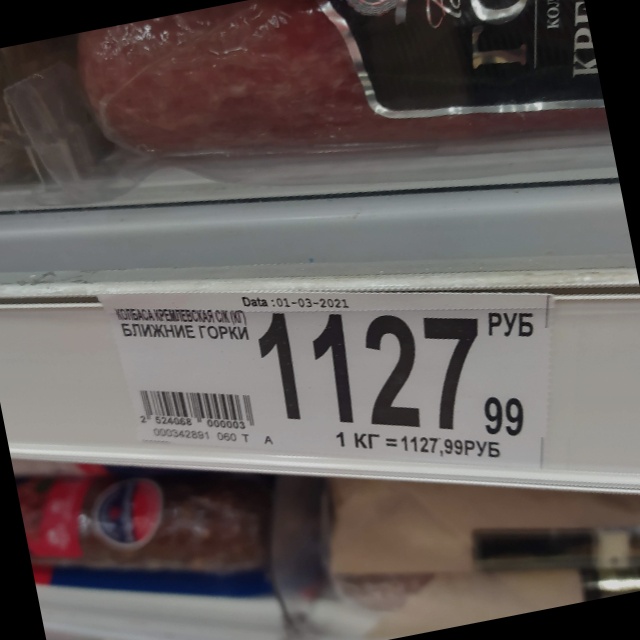 КРЕ
Data :01-03-2021
КОЛБАСА КРЕМЛЕВСКАЯ С/К (КГ)
БЛИЖНИЕ ГОРКИ
1127
РУБ
99
2 524068 000003
000342891 060 T A
1 КГ =1127,99РУБ